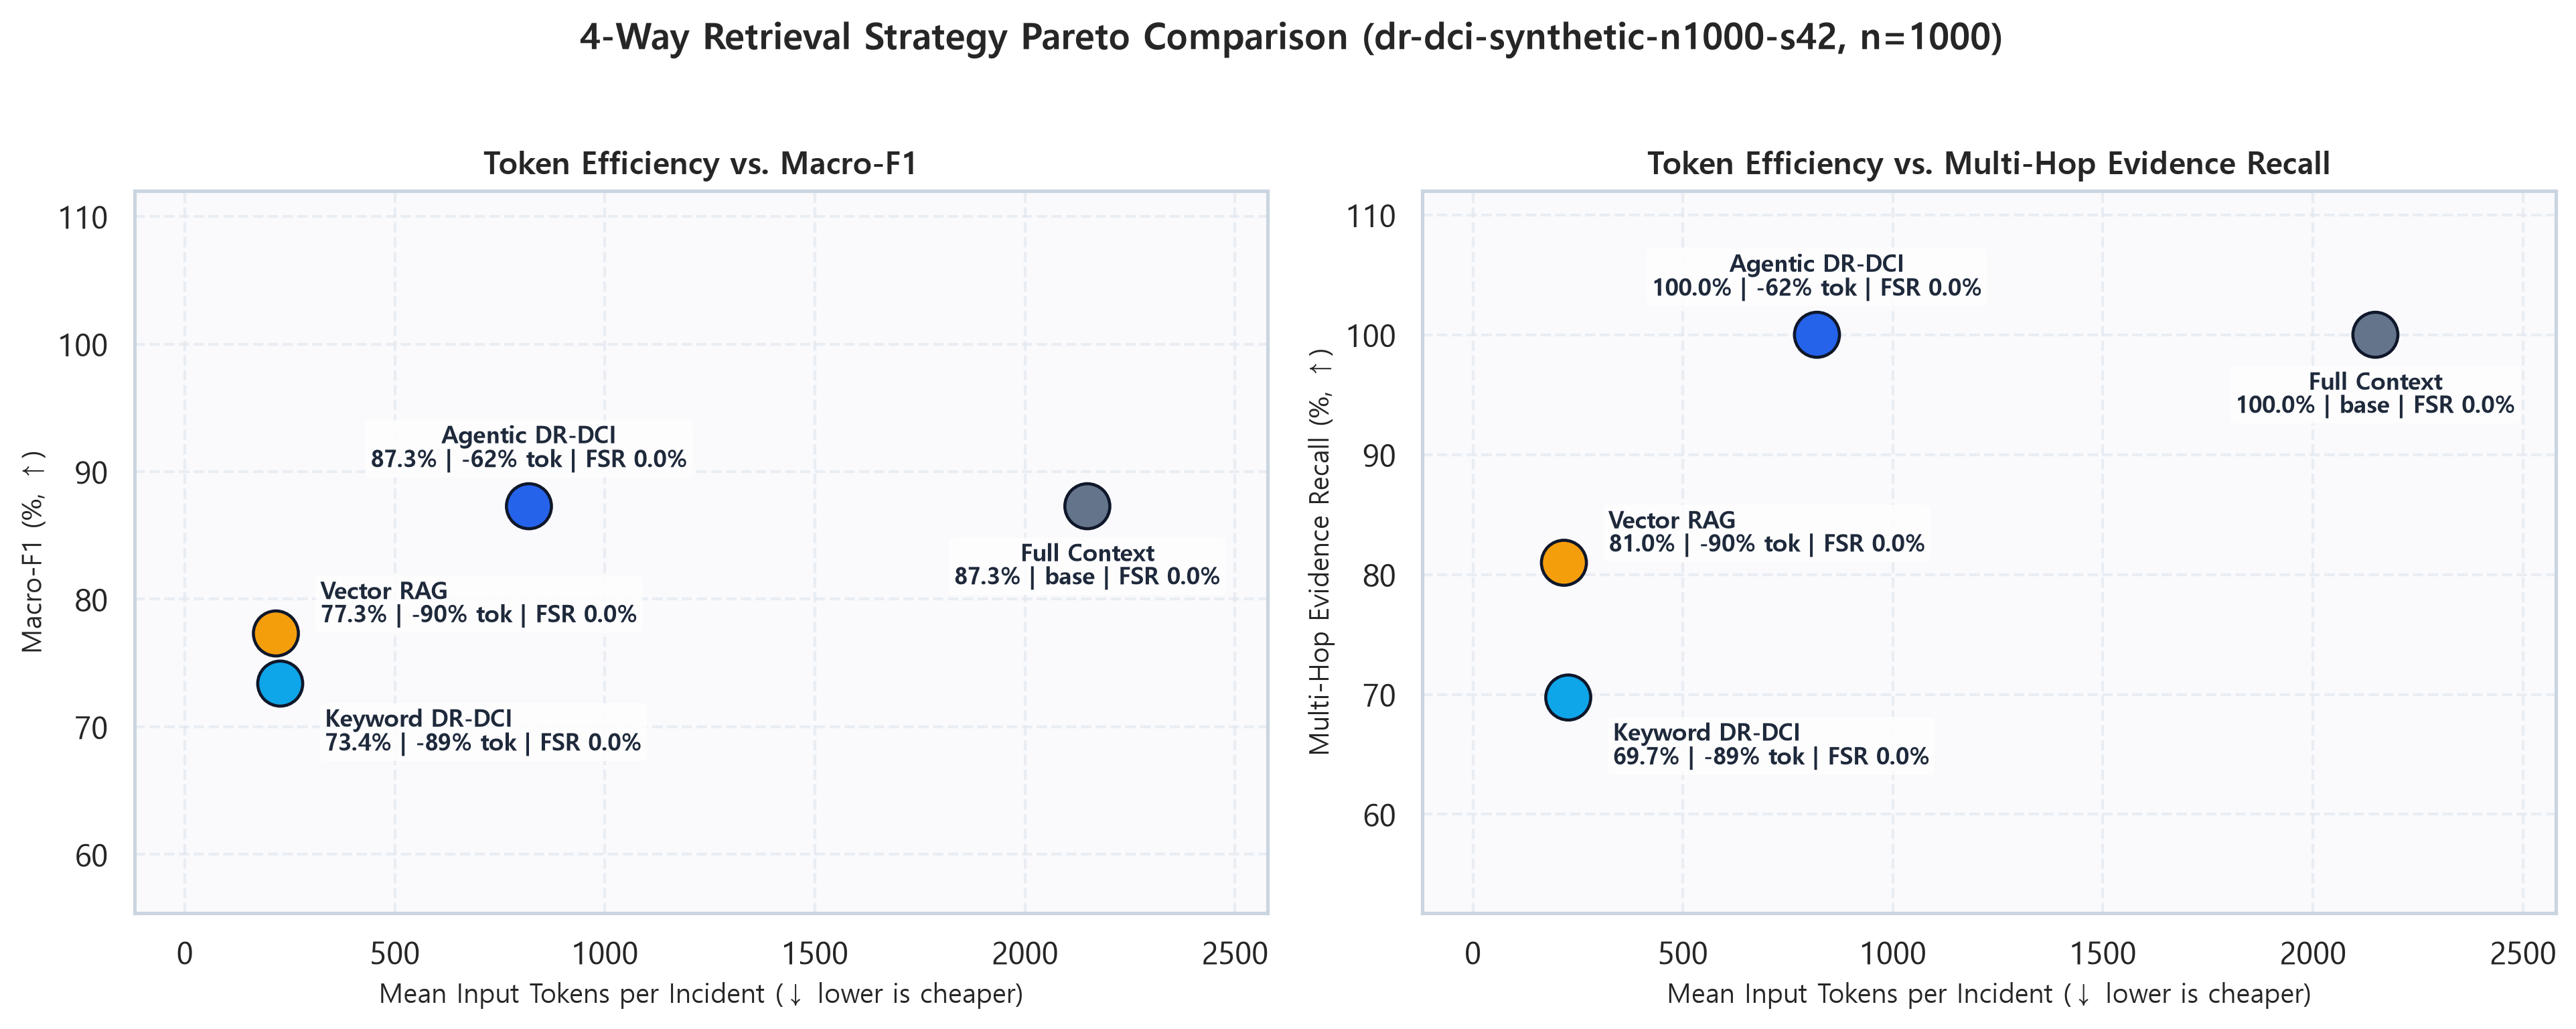 4-Way Retrieval Strategy Pareto Comparison (dr-dci-synthetic-n1000-s42, n=1000)
Token Efficiency vs. Macro-F1
110
100
90
80
70
60
Macro-F1 (%, ↑)
Agentic DR-DCI
87.3% | -62% tok | FSR 0.0%
Full Context
87.3% | base | FSR 0.0%
Vector RAG
77.3% | -90% tok | FSR 0.0%
Keyword DR-DCI
73.4% | -89% tok | FSR 0.0%
0 500 1000 1500 2000 2500
Mean Input Tokens per Incident (↓ lower is cheaper)
Token Efficiency vs. Multi-Hop Evidence Recall
110
100
90
80
70
60
Multi-Hop Evidence Recall (%, ↑)
Agentic DR-DCI
100.0% | -62% tok | FSR 0.0%
Full Context
100.0% | base | FSR 0.0%
Vector RAG
81.0% | -90% tok | FSR 0.0%
Keyword DR-DCI
69.7% | -89% tok | FSR 0.0%
0 500 1000 1500 2000 2500
Mean Input Tokens per Incident (↓ lower is cheaper)